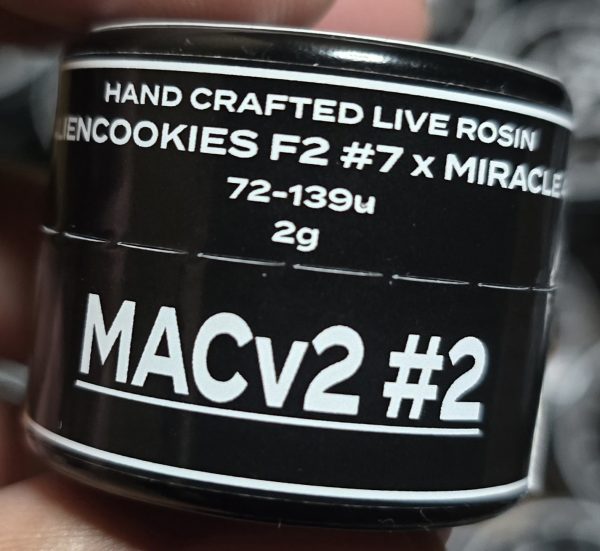 HAND CRAFTED LIVE ROSIN
LIENCOOKIES F2 #7 x MIRACLE
72-139u
2g
MACv2 #2